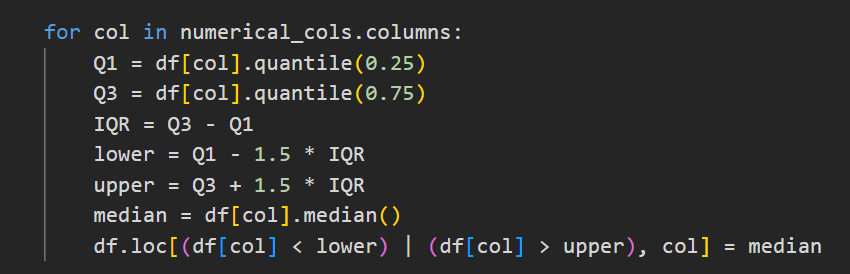 for col in numerical_cols.columns:
    Q1 = df[col].quantile(0.25)
    Q3 = df[col].quantile(0.75)
    IQR = Q3 - Q1
    lower = Q1 - 1.5 * IQR
    upper = Q3 + 1.5 * IQR
    median = df[col].median()
    df.loc[(df[col] < lower) | (df[col] > upper), col] = median